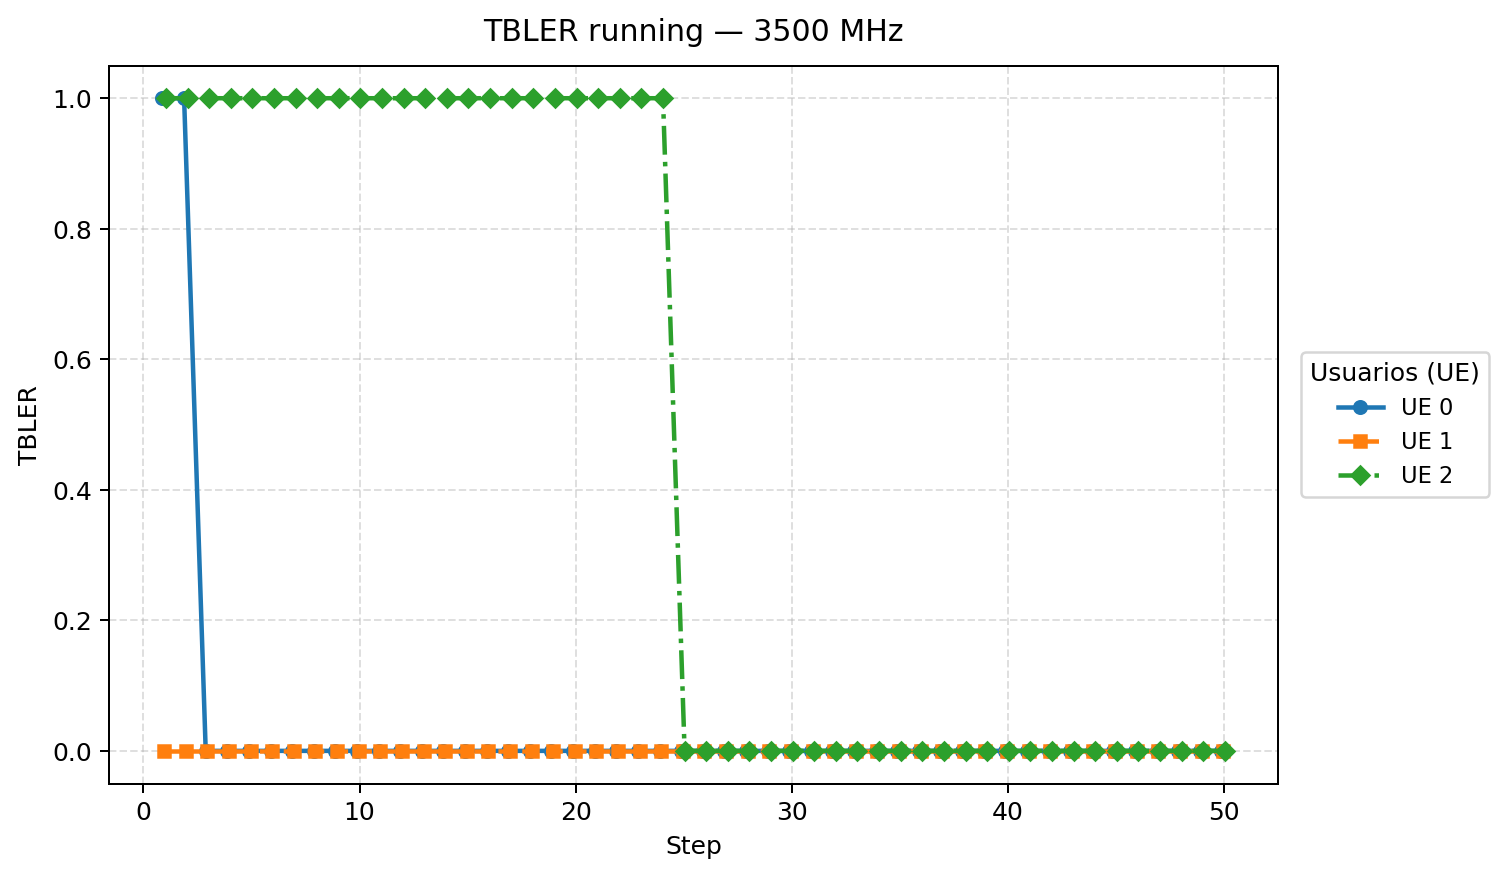 TBLER running — 3500 MHz
1.0
0.8
0.6
0.4
0.2
0.0
TBLER
0 10 20 30 40 50
Step
Usuarios (UE)
UE 0
UE 1
UE 2